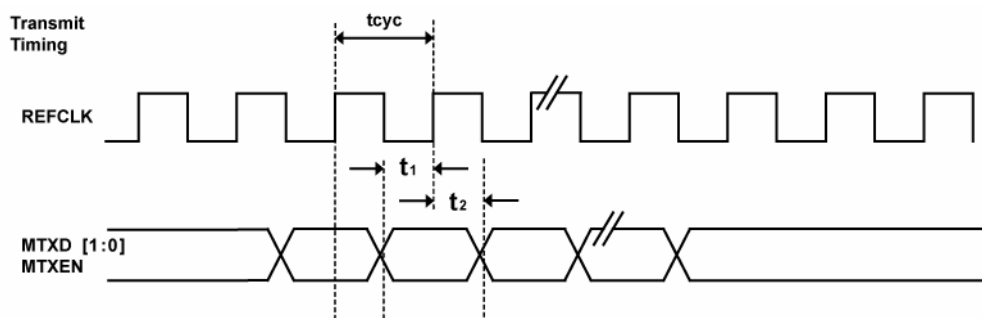 Transmit
Timing
tcyc
REFCLK
t1
t2
MTXD [1:0]
MTXEN